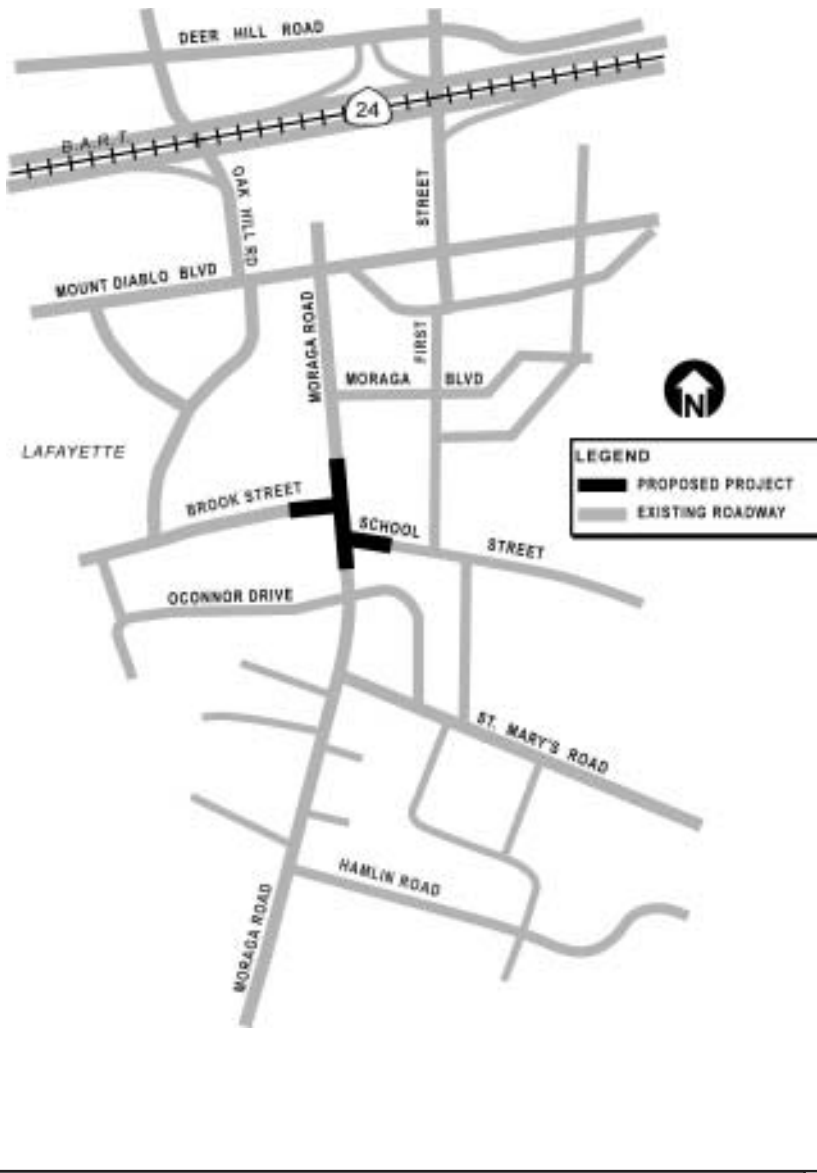 DEER HILL ROAD
24
B.A.R.T.
OAK HILL RD
STREET
MOUNT DIABLO BLVD
MORAGA ROAD
FIRST
MORAGA BLVD
N
LAFAYETTE
LEGEND
PROPOSED PROJECT
EXISTING ROADWAY
BROOK STREET
SCHOOL
STREET
OCONNOR DRIVE
ST. MARY'S ROAD
HAMLIN ROAD
MORAGA ROAD